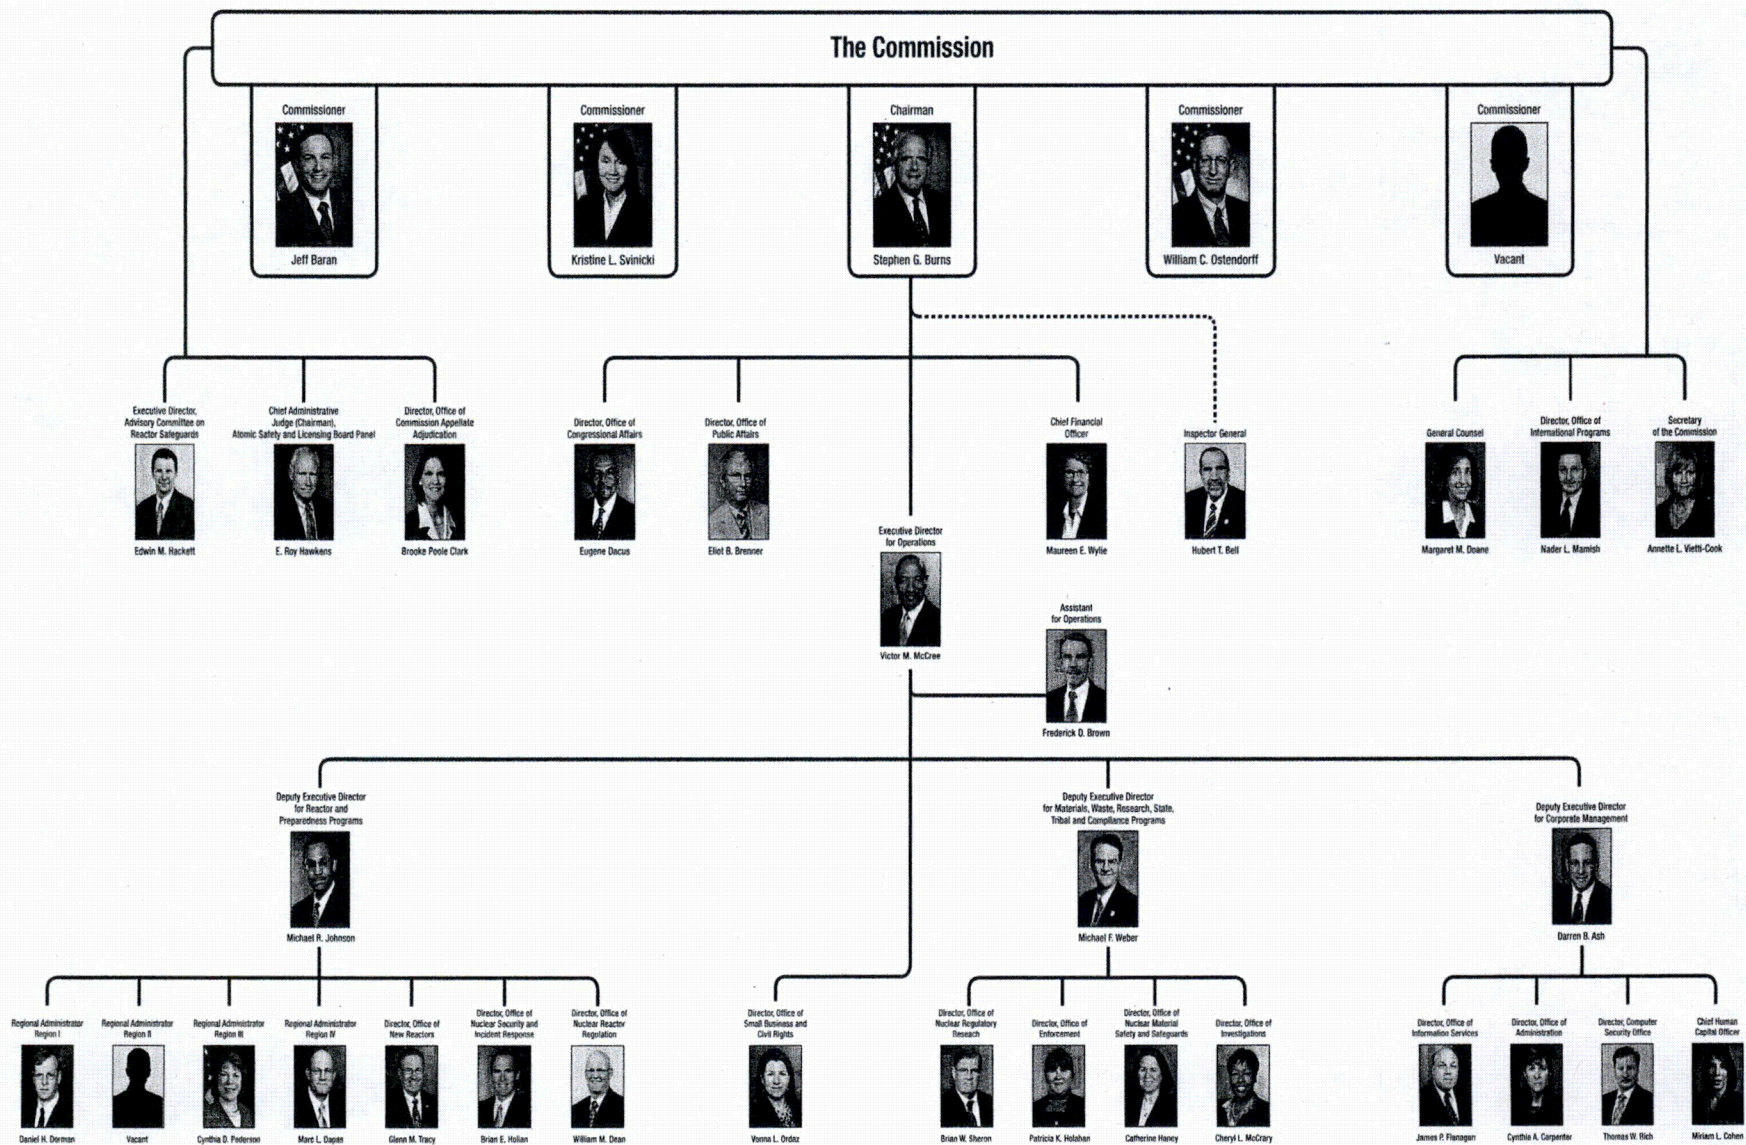 The Commission
Commissioner
Jeff Baran
Commissioner
Kristine L. Svinicki
Chairman
Stephen G. Burns
Commissioner
William C. Ostendorff
Commissioner
Vacant
Executive Director,
Advisory Committee on
Reactor Safeguards
Edwin M. Hackett
Chief Administrative
Judge (Chairman),
Atomic Safety and Licensing Board Panel
E. Roy Hawkens
Director, Office of
Commission Appellate
Adjudication
Brooke Poole Clark
Director, Office of
Congressional Affairs
Eugene Dacus
Director, Office of
Public Affairs
Eliot B. Brenner
Chief Financial
Officer
Maureen E. Wylie
Inspector General
Hubert T. Bell
General Counsel
Margaret M. Doane
Director, Office of
International Programs
Nader L. Mamish
Secretary
of the Commission
Annette L. Vietti-Cook
Executive Director
for Operations
Victor M. McCree
Assistant
for Operations
Frederick D. Brown
Deputy Executive Director
for Reactor and
Preparedness Programs
Michael R. Johnson
Deputy Executive Director
for Materials, Waste, Research, State,
Tribal and Compliance Programs
Michael F. Weber
Deputy Executive Director
for Corporate Management
Darren B. Ash
Regional Administrator
Region I
Daniel H. Dorman
Regional Administrator
Region II
Vacant
Regional Administrator
Region III
Cynthia D. Pederson
Regional Administrator
Region IV
Marc L. Dapas
Director, Office of
New Reactors
Glenn M. Tracy
Director, Office of
Nuclear Security and
Incident Response
Brian E. Holian
Director, Office of
Nuclear Reactor
Regulation
William M. Dean
Director, Office of
Small Business and
Civil Rights
Vonna L. Ordaz
Director, Office of
Nuclear Regulatory
Reseach
Brian W. Sheron
Director, Office of
Enforcement
Patricia K. Holahan
Director, Office of
Nuclear Material
Safety and Safeguards
Catherine Haney
Director, Office of
Investigations
Cheryl L. McCrary
Director, Office of
Information Services
James P. Flanagan
Director, Office of
Administration
Cynthia A. Carpenter
Director, Computer
Security Office
Thomas W. Rich
Chief Human
Capital Officer
Miriam L. Cohen